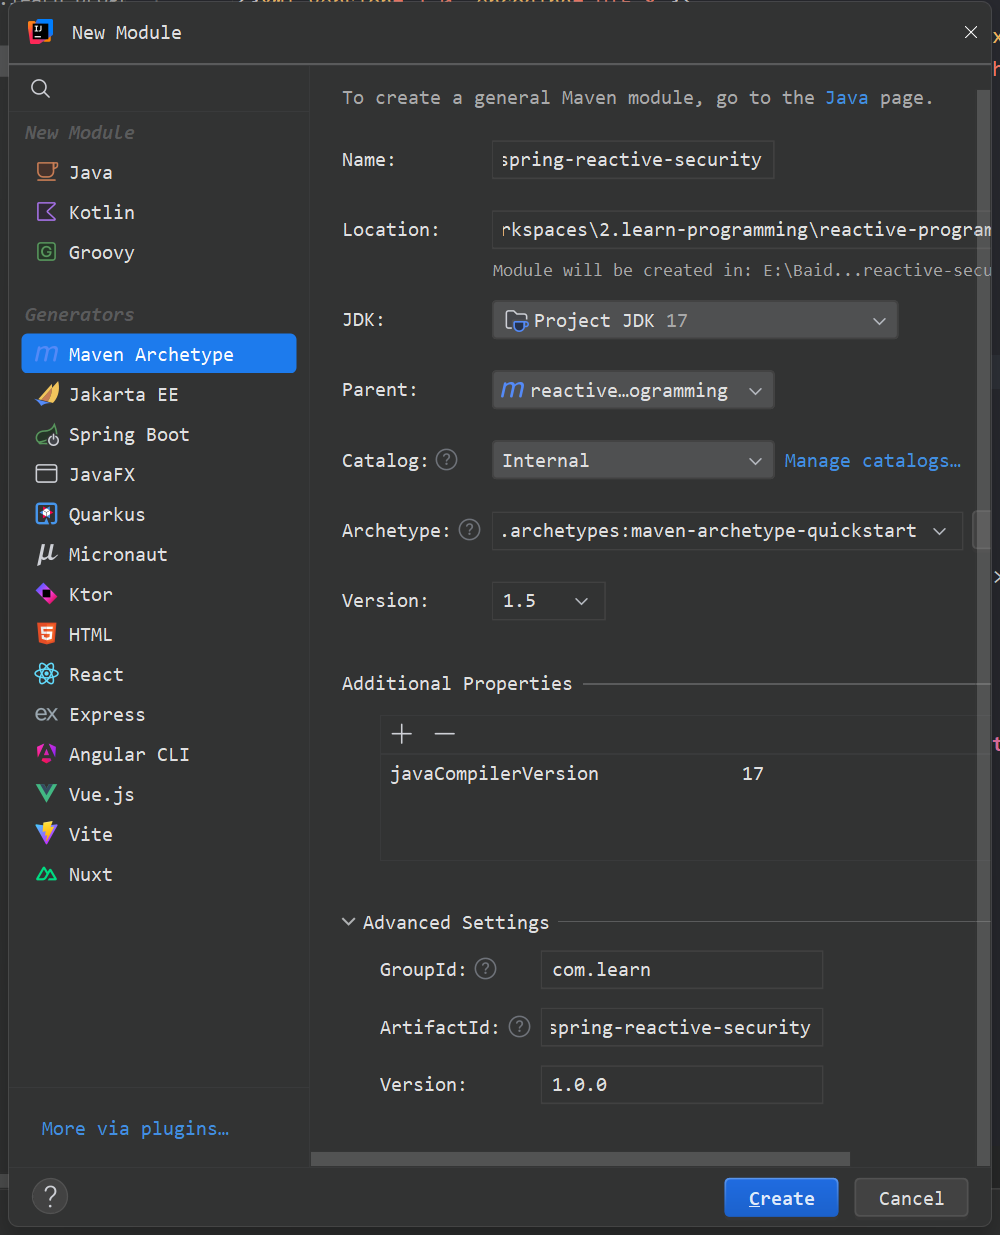 New Module
To create a general Maven module, go to the Java page.
New Module
Java
Kotlin
Groovy
Generators
Maven Archetype
Jakarta EE
Spring Boot
JavaFX
Quarkus
Micronaut
Ktor
HTML
React
Express
Angular CLI
Vue.js
Vite
Nuxt
More via plugins…
Name: spring-reactive-security
Location: rkspaces\2.learn-programming\reactive-program
Module will be created in: E:\Baid...reactive-secu
JDK: Project JDK 17
Parent: m reactive…ogramming
Catalog: ? Internal Manage catalogs…
Archetype: ? .archetypes:maven-archetype-quickstart
Version: 1.5
Additional Properties
javaCompilerVersion 17
Advanced Settings
GroupId: ? com.learn
ArtifactId: ? spring-reactive-security
Version: 1.0.0
? Create Cancel